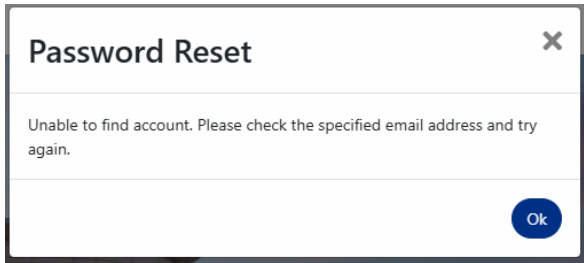 Password Reset
Unable to find account. Please check the specified email address and try
again.
Ok